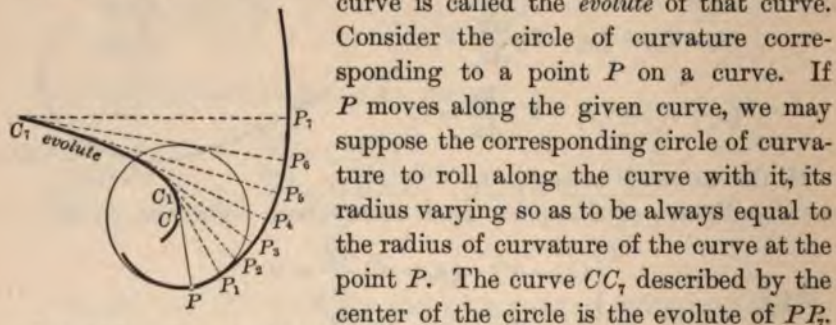 curve is called the evolute of that curve.
Consider the circle of curvature corre-
sponding to a point P on a curve. If
P moves along the given curve, we may
suppose the corresponding circle of curva-
ture to roll along the curve with it, its
radius varying so as to be always equal to
the radius of curvature of the curve at the
point P. The curve CC₇ described by the
center of the circle is the evolute of PP₇.
C₇ evolute
C₁
C
P
P₁
P₂
P₃
P₄
P₅
P₆
P₇